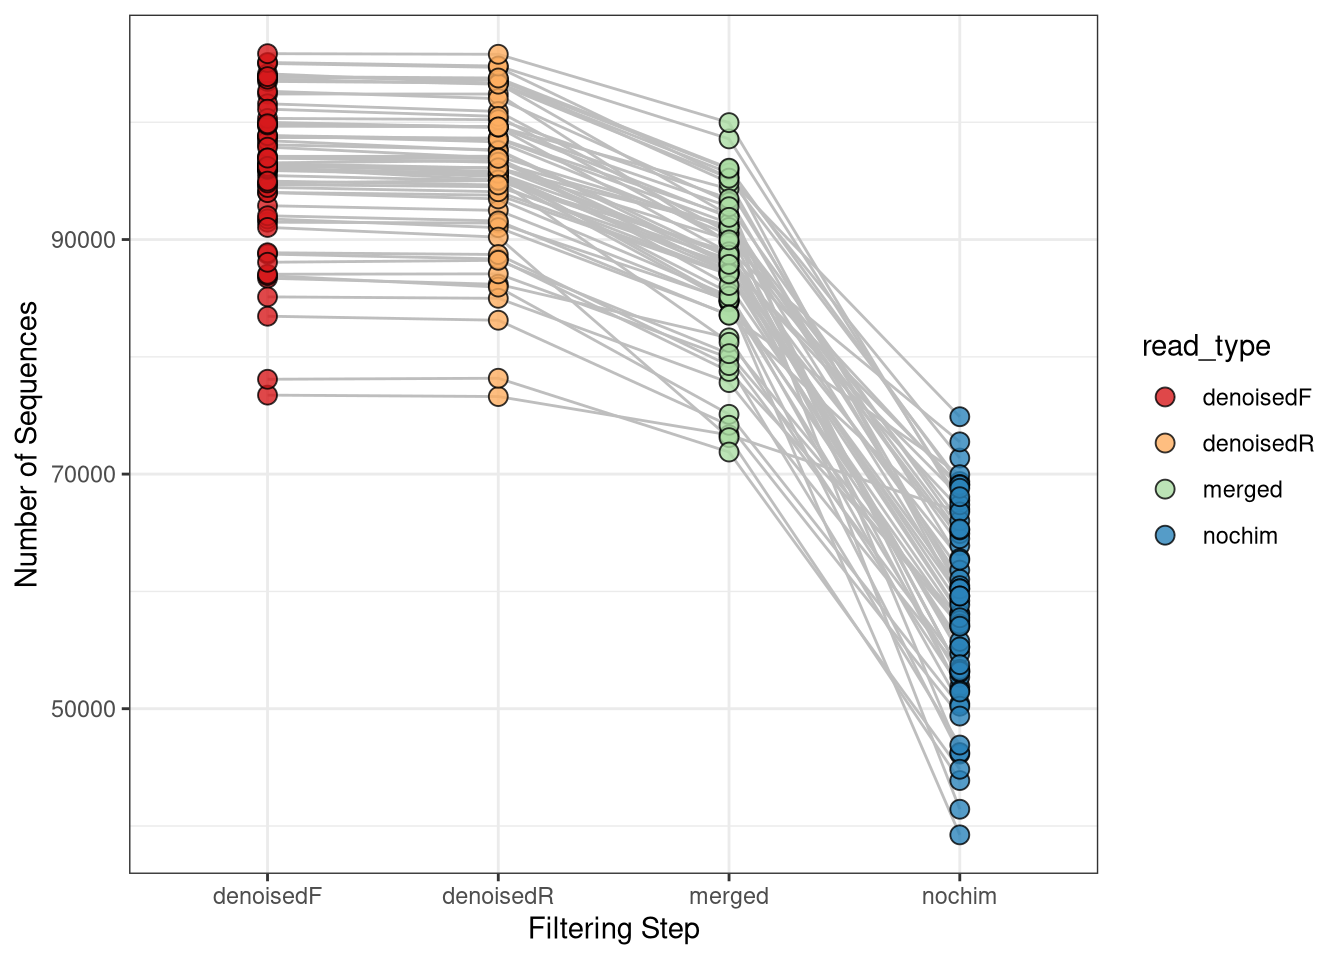 Number of Sequences
90000
70000
50000
denoisedF denoisedR merged nochim
Filtering Step
read_type
denoisedF
denoisedR
merged
nochim